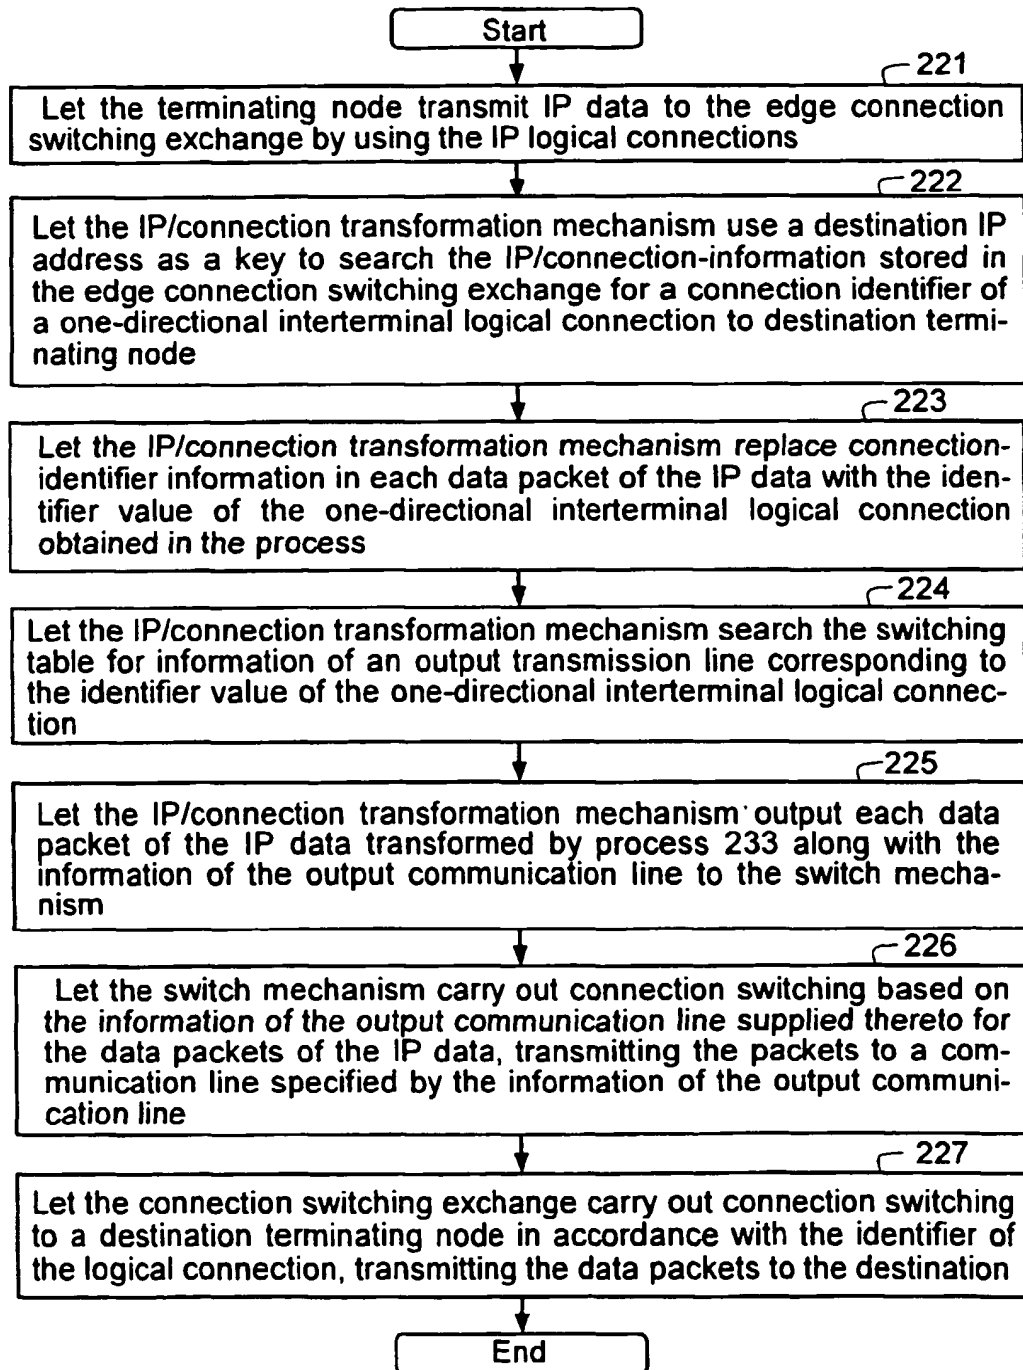 Start
221
Let the terminating node transmit IP data to the edge connection
switching exchange by using the IP logical connections
222
Let the IP/connection transformation mechanism use a destination IP
address as a key to search the IP/connection-information stored in
the edge connection switching exchange for a connection identifier of
a one-directional interterminal logical connection to destination termi-
nating node
223
Let the IP/connection transformation mechanism replace connection-
identifier information in each data packet of the IP data with the iden-
tifier value of the one-directional interterminal logical connection
obtained in the process
224
Let the IP/connection transformation mechanism search the switching
table for information of an output transmission line corresponding to
the identifier value of the one-directional interterminal logical connec-
tion
225
Let the IP/connection transformation mechanism output each data
packet of the IP data transformed by process 233 along with the
information of the output communication line to the switch mecha-
nism
226
Let the switch mechanism carry out connection switching based on
the information of the output communication line supplied thereto for
the data packets of the IP data, transmitting the packets to a com-
munication line specified by the information of the output communi-
cation line
227
Let the connection switching exchange carry out connection switching
to a destination terminating node in accordance with the identifier of
the logical connection, transmitting the data packets to the destination
End